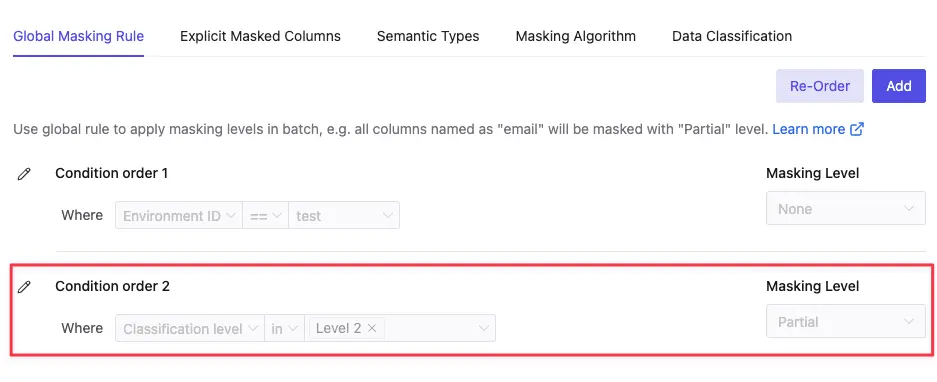 Global Masking Rule Explicit Masked Columns Semantic Types Masking Algorithm Data Classification
Re-Order Add
Use global rule to apply masking levels in batch, e.g. all columns named as "email" will be masked with "Partial" level. Learn more
Condition order 1 Masking Level
Where Environment ID == test None
Condition order 2 Masking Level
Where Classification level in Level 2 × Partial